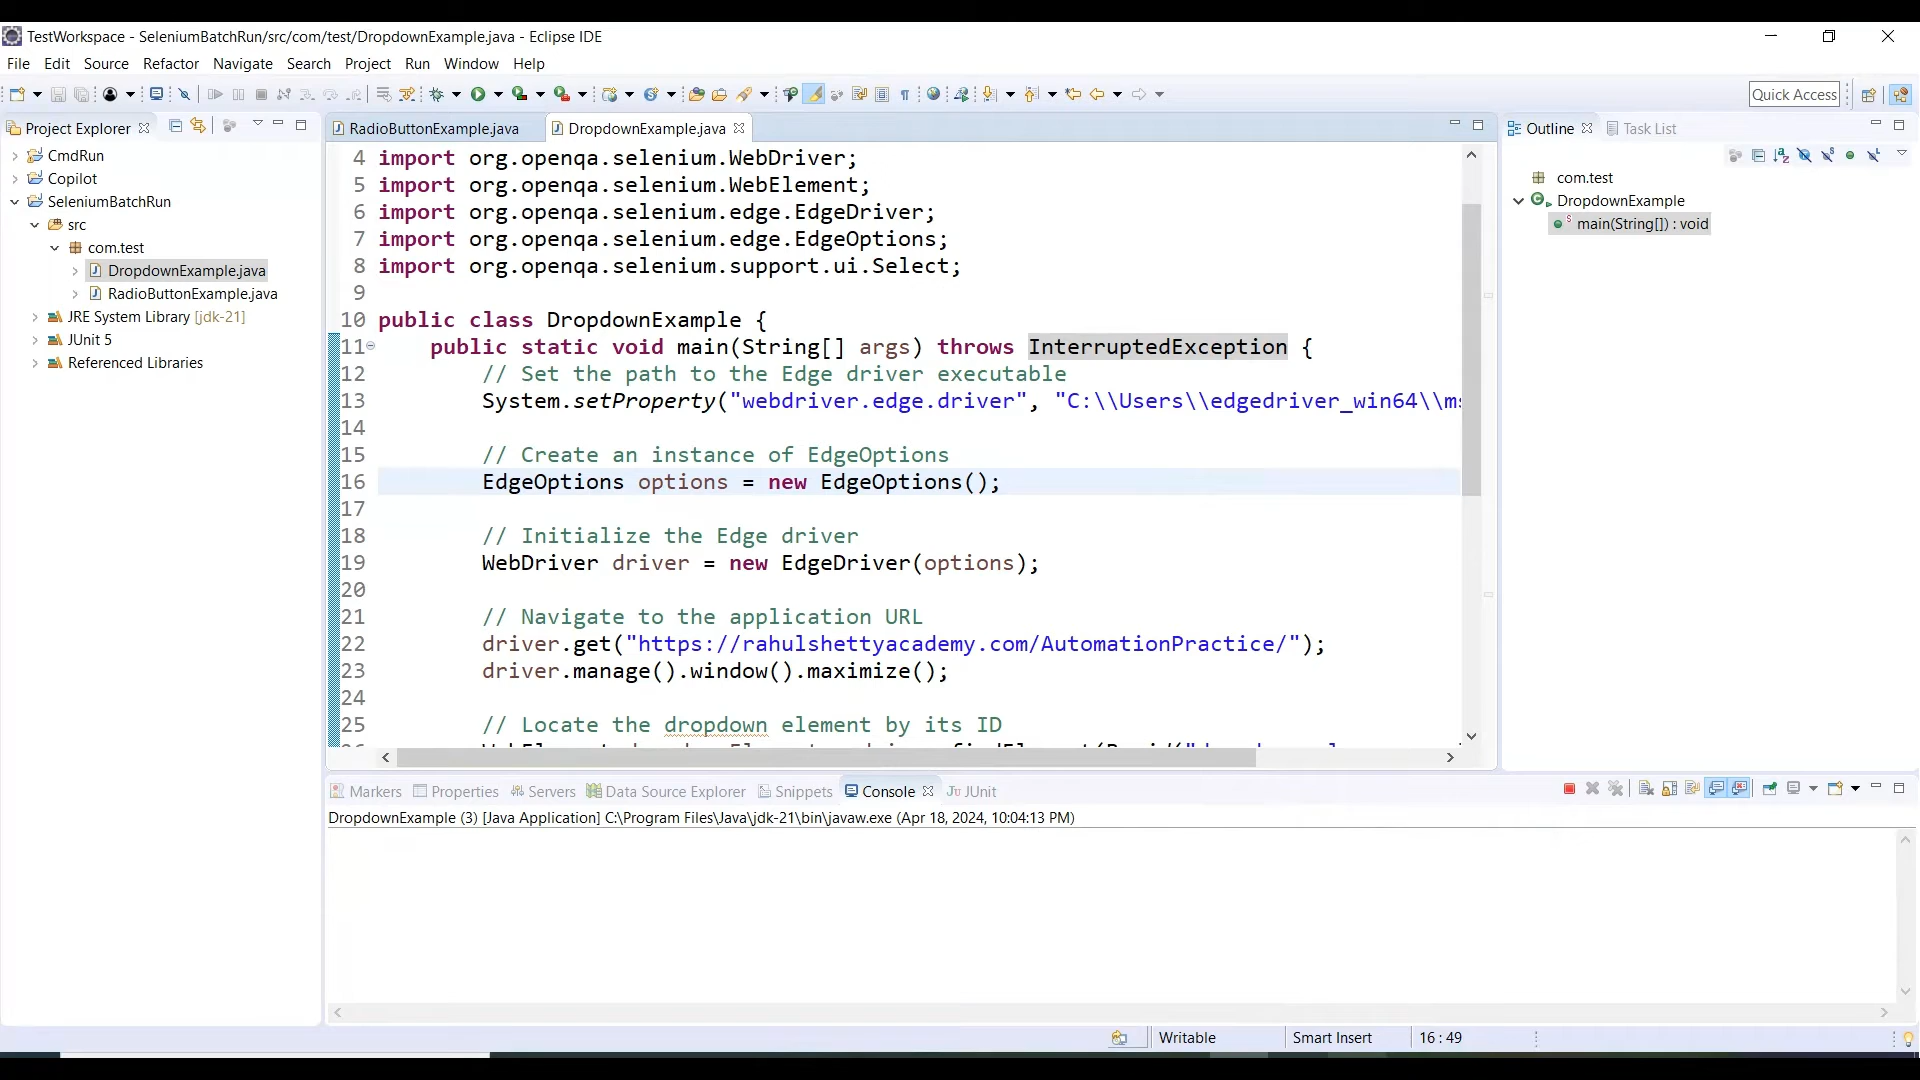 TestWorkspace - SeleniumBatchRun/src/com/test/DropdownExample.java - Eclipse IDE
File Edit Source Refactor Navigate Search Project Run Window Help
Quick Access
Project Explorer
CmdRun
Copilot
SeleniumBatchRun
src
com.test
DropdownExample.java
RadioButtonExample.java
JRE System Library [jdk-21]
JUnit 5
Referenced Libraries
RadioButtonExample.java DropdownExample.java
4 import org.openqa.selenium.WebDriver;
5 import org.openqa.selenium.WebElement;
6 import org.openqa.selenium.edge.EdgeDriver;
7 import org.openqa.selenium.edge.EdgeOptions;
8 import org.openqa.selenium.support.ui.Select;
9
10 public class DropdownExample {
11 public static void main(String[] args) throws InterruptedException {
12 // Set the path to the Edge driver executable
13 System.setProperty("webdriver.edge.driver", "C:\\Users\\edgedriver_win64\\ms
14
15 // Create an instance of EdgeOptions
16 EdgeOptions options = new EdgeOptions();
17
18 // Initialize the Edge driver
19 WebDriver driver = new EdgeDriver(options);
20
21 // Navigate to the application URL
22 driver.get("https://rahulshettyacademy.com/AutomationPractice/");
23 driver.manage().window().maximize();
24
25 // Locate the dropdown element by its ID
Outline Task List
com.test
DropdownExample
main(String[]) : void
Markers Properties Servers Data Source Explorer Snippets Console JUnit
DropdownExample (3) [Java Application] C:\Program Files\Java\jdk-21\bin\javaw.exe (Apr 18, 2024, 10:04:13 PM)
Writable Smart Insert 16 : 49